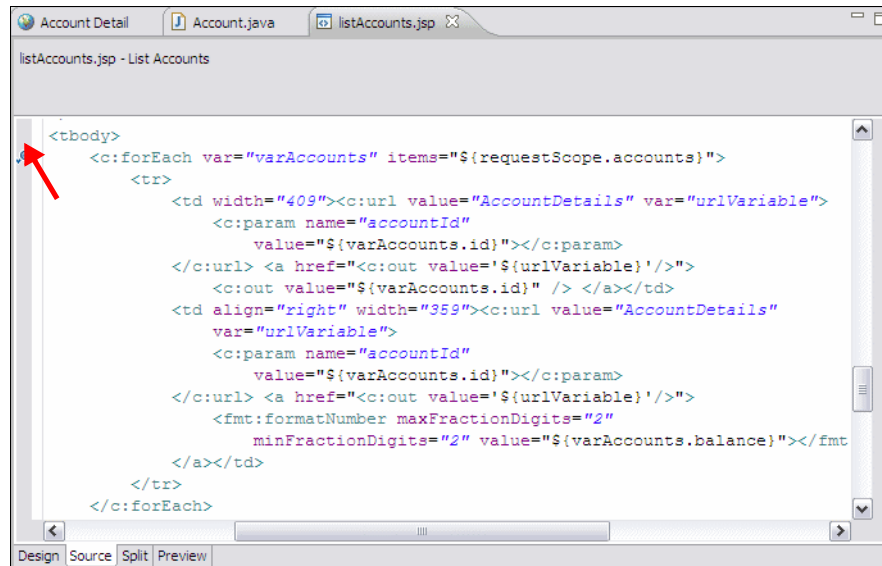 Account Detail Account.java listAccounts.jsp
listAccounts.jsp - List Accounts
<tbody>
<c:forEach var="varAccounts" items="${requestScope.accounts}">
<tr>
<td width="409"><c:url value="AccountDetails" var="urlVariable">
<c:param name="accountId"
value="${varAccounts.id}"></c:param>
</c:url> <a href="<c:out value='${urlVariable}'/>">
<c:out value="${varAccounts.id}" /> </a></td>
<td align="right" width="359"><c:url value="AccountDetails"
var="urlVariable">
<c:param name="accountId"
value="${varAccounts.id}"></c:param>
</c:url> <a href="<c:out value='${urlVariable}'/>">
<fmt:formatNumber maxFractionDigits="2"
minFractionDigits="2" value="${varAccounts.balance}"></fmt
</a></td>
</tr>
</c:forEach>
Design Source Split Preview